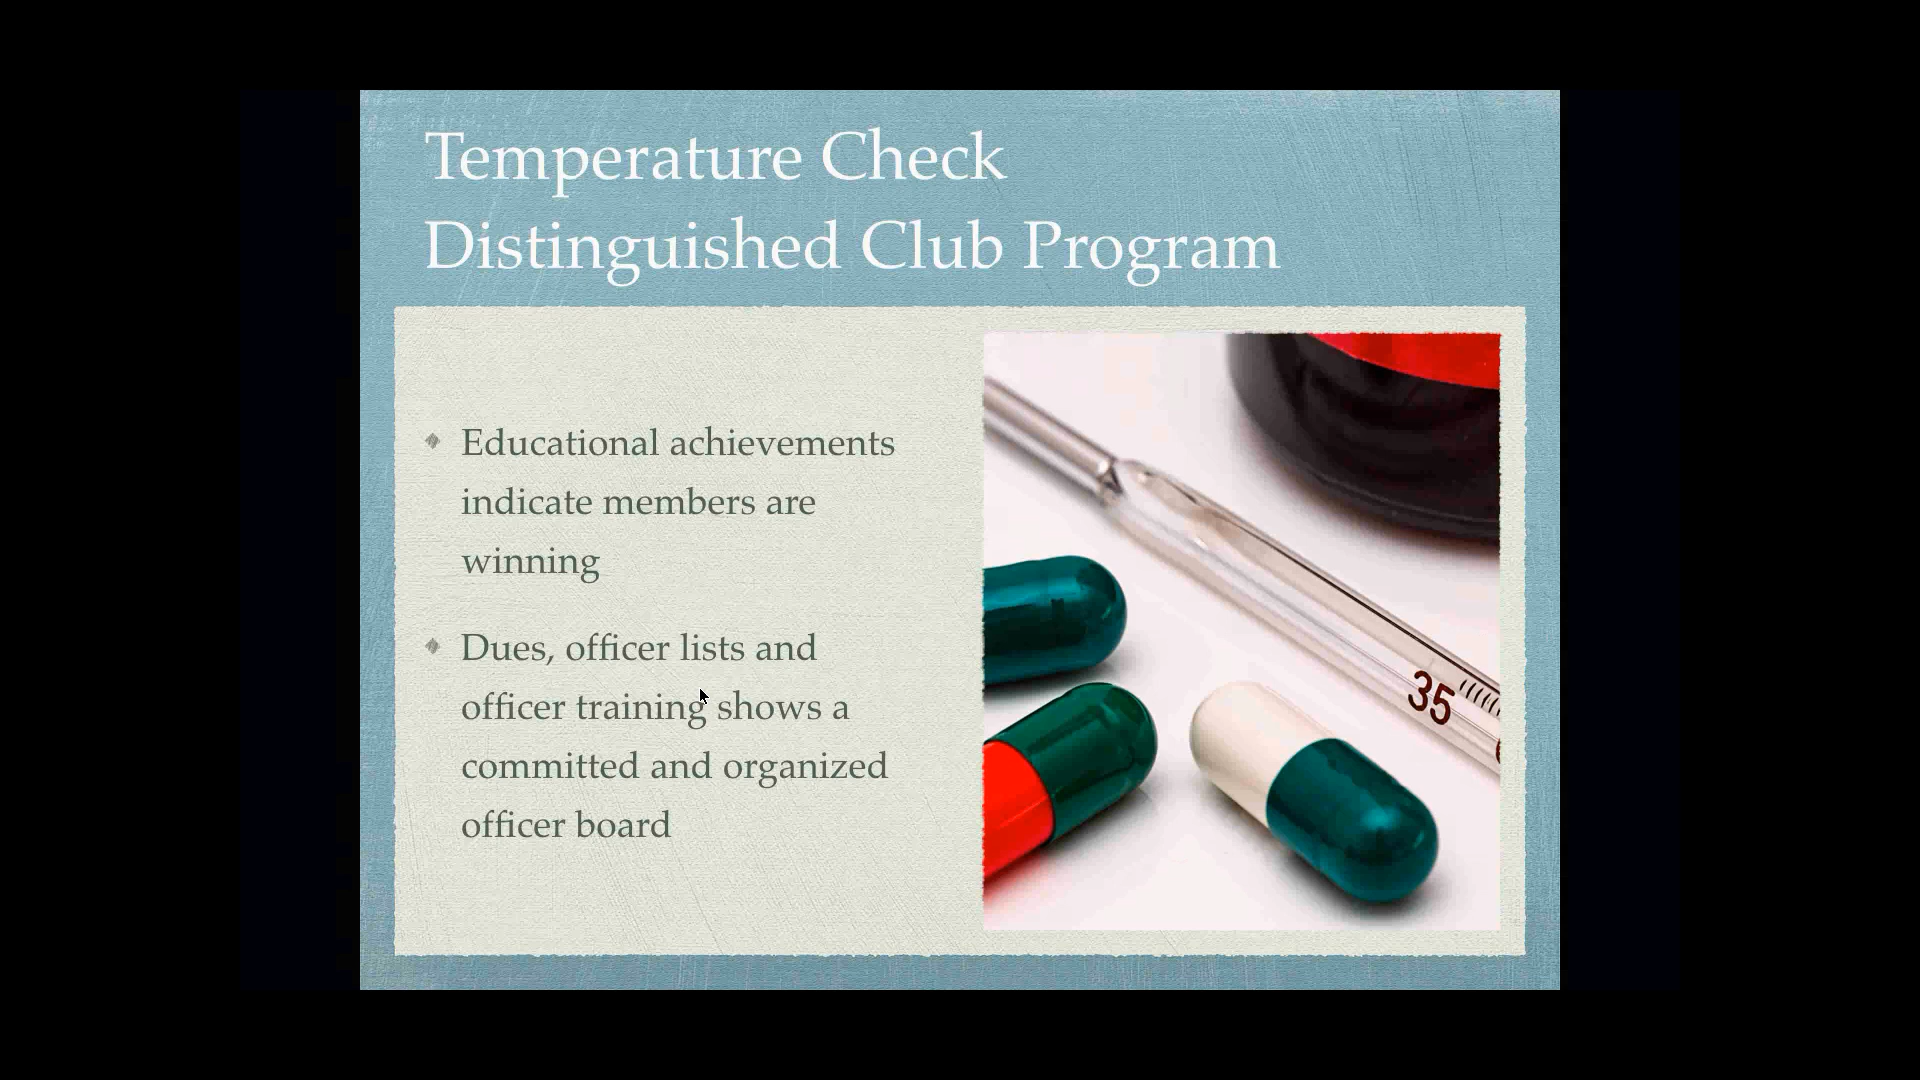 Temperature Check
Distinguished Club Program
Educational achievements
indicate members are
winning
Dues, officer lists and
officer training shows a
committed and organized
officer board
35